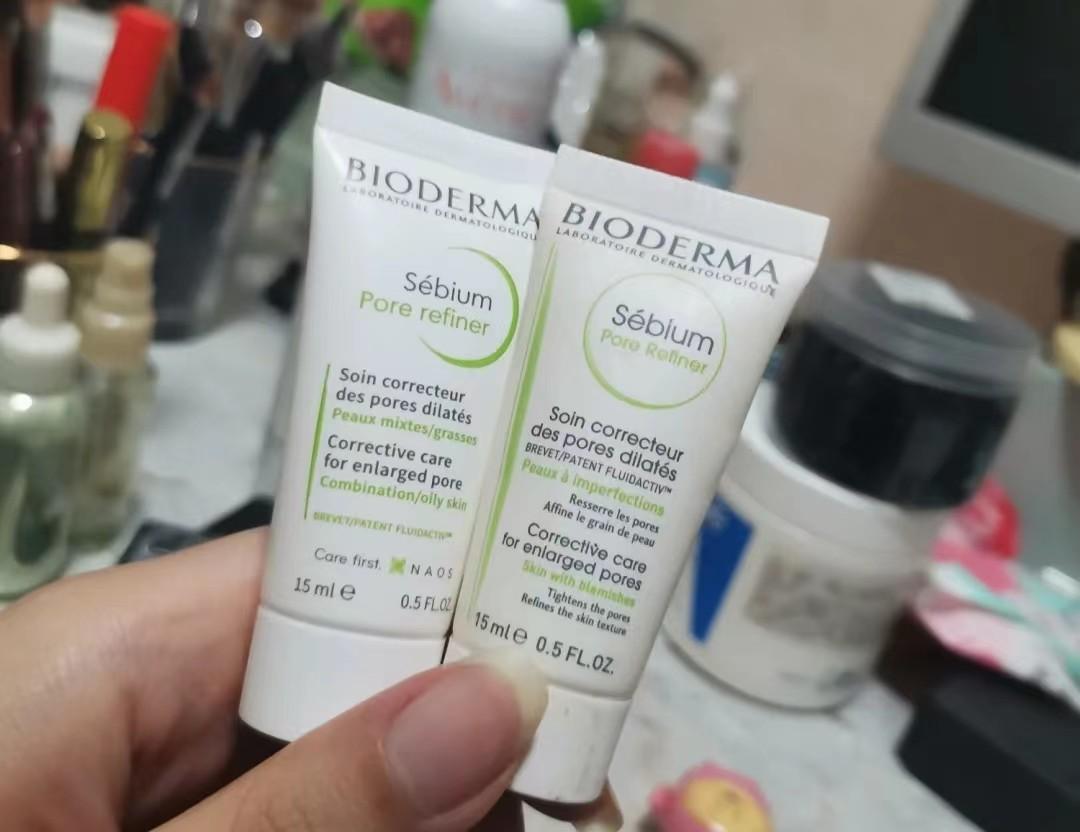 BIODERMA
LABORATOIRE DERMATOLOGIQU
Sébium
Pore refiner
Soin correcteur
des pores dilatés
Peaux mixtes/grasses
Corrective care
for enlarged pore
Combination/oily skin
BREVET/PATENT FLUIDACTIV™
Care first. NAOS
15 ml e 0.5 FL.OZ
BIODERMA
LABORATOIRE DERMATOLOGIQUE
Sébium
Pore Refiner
Soin correcteur
des pores dilatés
BREVET/PATENT FLUIDACTIV™
Peaux à imperfections
Resserre les pores
Affine le grain de peau
Corrective care
for enlarged pores
Skin with blemishes
Tightens the pores
Refines the skin texture
15 ml e 0.5 FL.OZ.